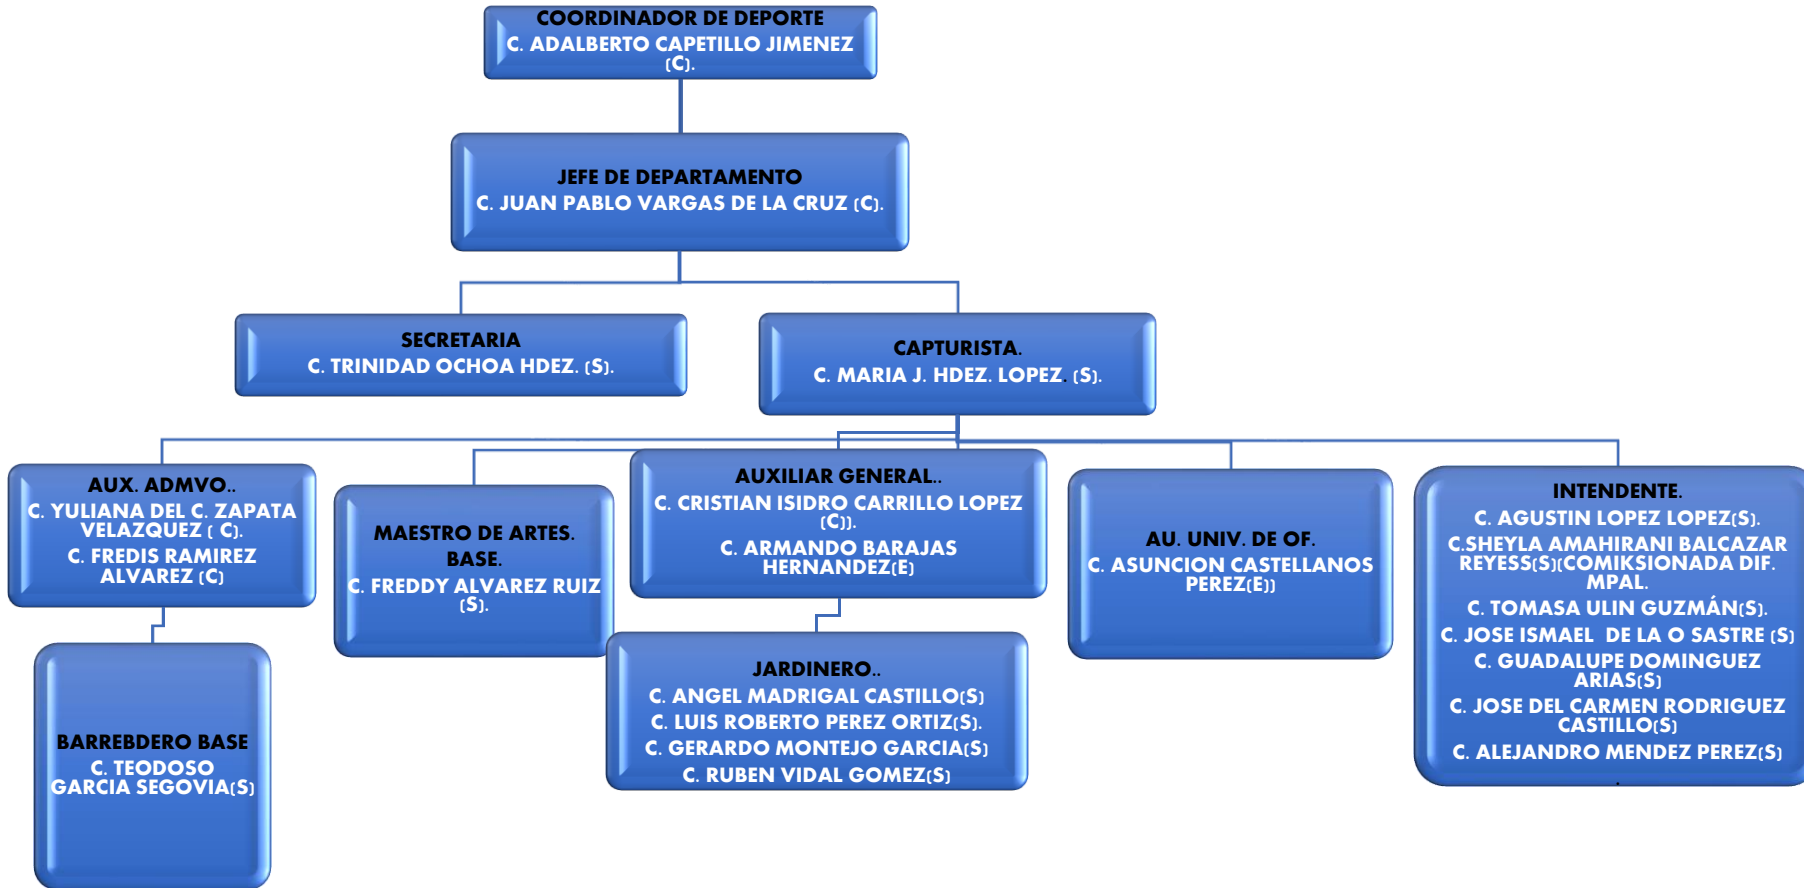 COORDINADOR DE DEPORTE
C. ADALBERTO CAPETILLO JIMENEZ
(C).
JEFE DE DEPARTAMENTO
C. JUAN PABLO VARGAS DE LA CRUZ (C).
SECRETARIA
C. TRINIDAD OCHOA HDEZ. (S).
CAPTURISTA.
C. MARIA J. HDEZ. LOPEZ. (S).
AUX. ADMVO..
C. YULIANA DEL C. ZAPATA
VELAZQUEZ ( C).
C. FREDIS RAMIREZ
ALVAREZ (C)
MAESTRO DE ARTES.
BASE.
C. FREDDY ALVAREZ RUIZ
(S).
AUXILIAR GENERAL..
C. CRISTIAN ISIDRO CARRILLO LOPEZ
(C)).
C. ARMANDO BARAJAS
HERNANDEZ(E)
AU. UNIV. DE OF.
C. ASUNCION CASTELLANOS
PEREZ(E))
INTENDENTE.
C. AGUSTIN LOPEZ LOPEZ(S).
C.SHEYLA AMAHIRANI BALCAZAR
REYESS(S)(COMIKSIONADA DIF.
MPAL.
C. TOMASA ULIN GUZMÁN(S).
C. JOSE ISMAEL  DE LA O SASTRE (S)
C. GUADALUPE DOMINGUEZ
ARIAS(S)
C. JOSE DEL CARMEN RODRIGUEZ
CASTILLO(S)
C. ALEJANDRO MENDEZ PEREZ(S)
.
BARREBDERO BASE
C. TEODOSO
GARCIA SEGOVIA(S)
JARDINERO..
C. ANGEL MADRIGAL CASTILLO(S)
C. LUIS ROBERTO PEREZ ORTIZ(S).
C. GERARDO MONTEJO GARCIA(S)
C. RUBEN VIDAL GOMEZ(S)